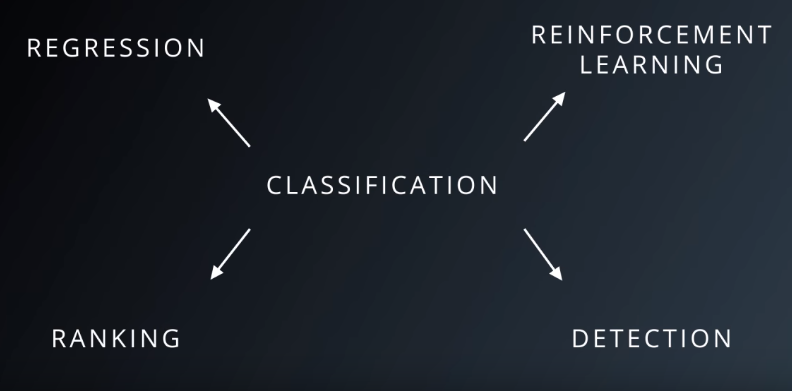 REGRESSION
REINFORCEMENT
LEARNING
CLASSIFICATION
RANKING
DETECTION